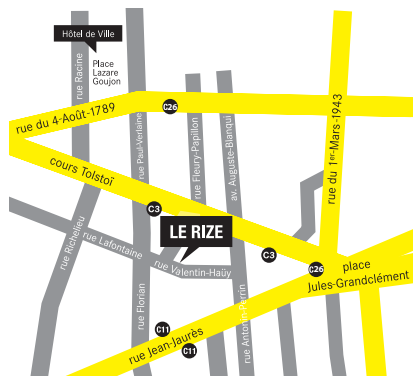 Hôtel de Ville
Place
Lazare
Goujon
rue Racine
rue du 4-Août-1789
C26
rue Paul-Verlaine
rue Fleury-Papillon
av. Auguste-Blanqui
rue du 1er-Mars-1943
cours Tolstoï
C3
LE RIZE
rue Richelieu
rue Lafontaine
rue Valentin-Haüy
C3
C26
place
Jules-Grandclément
rue Florian
rue Antonin-Perrin
C11
rue Jean-Jaurès
C11